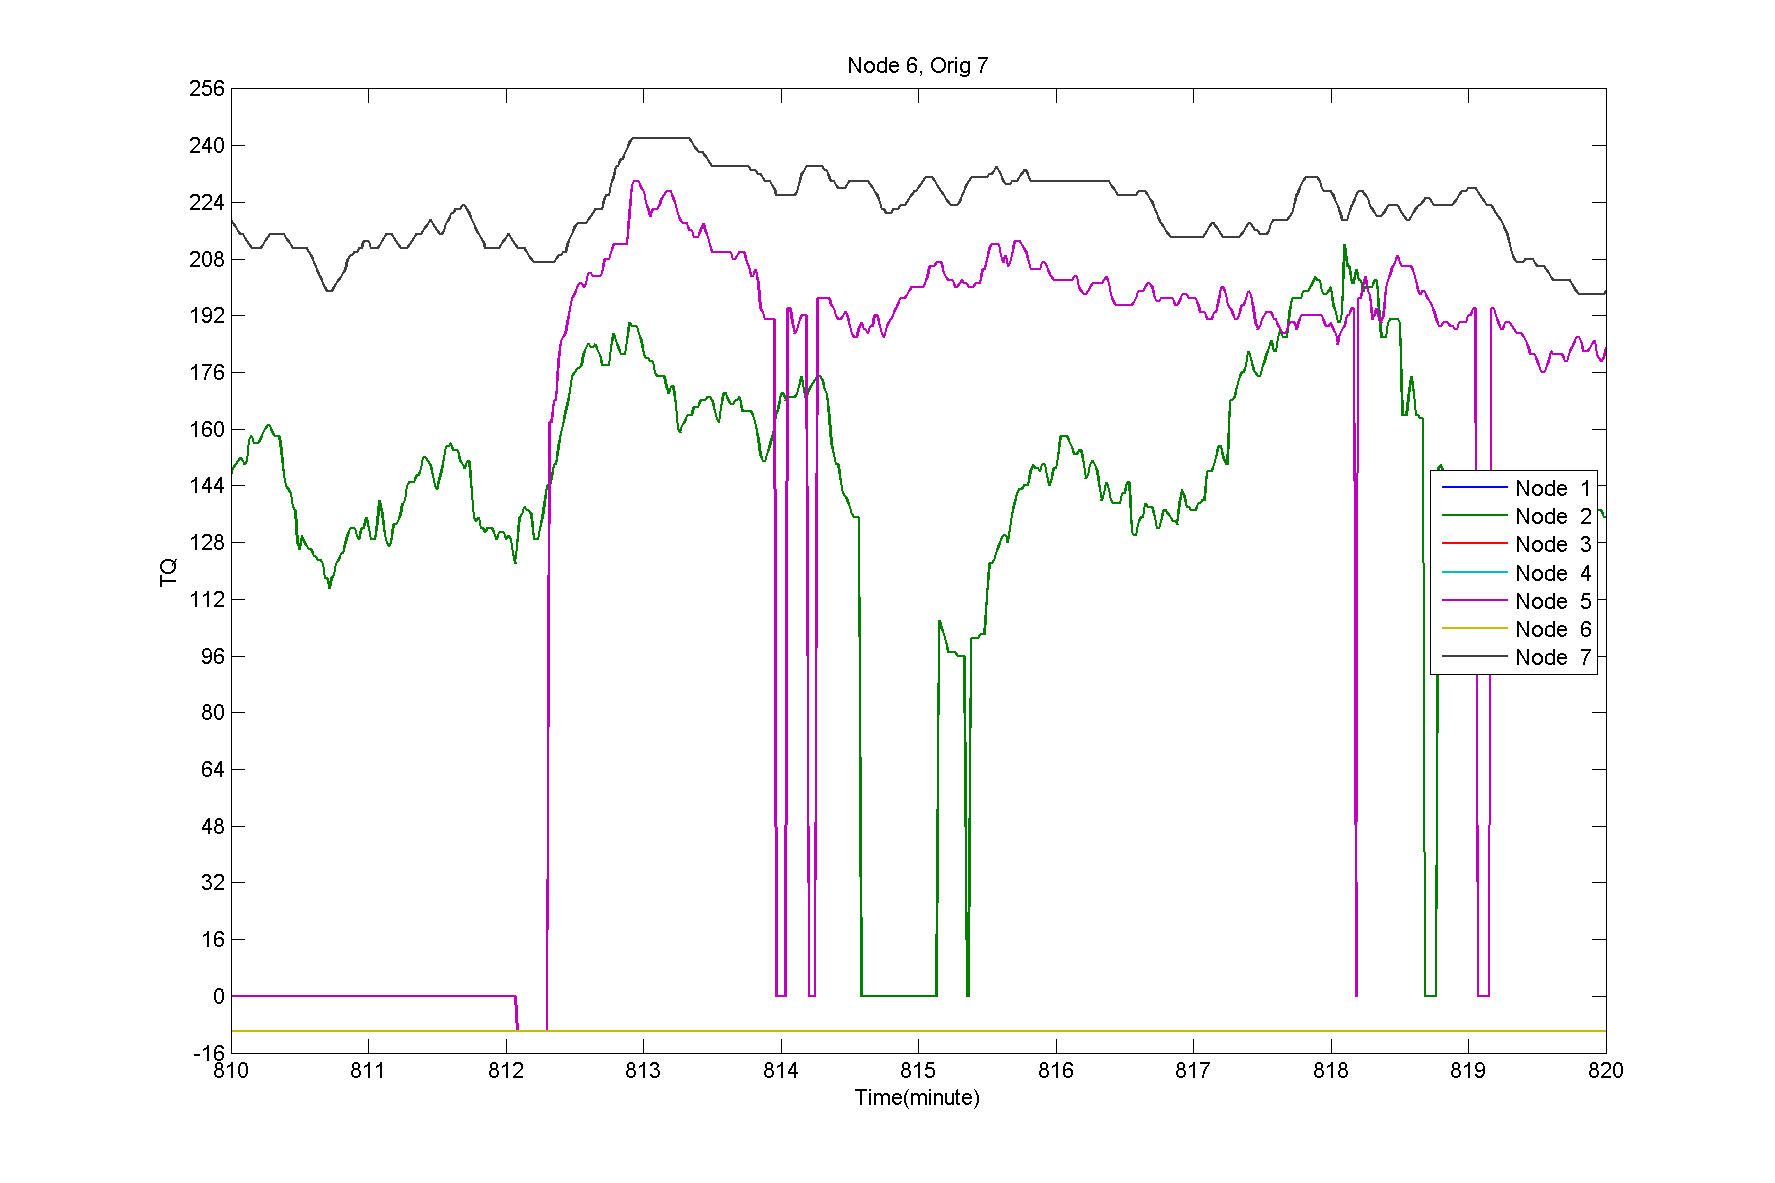 Node 6, Orig 7
256
240
224
208
192
176
160
144
128
112
96
80
64
48
32
16
0
-16
TQ
810 811 812 813 814 815 816 817 818 819 820
Time(minute)
Node 1
Node 2
Node 3
Node 4
Node 5
Node 6
Node 7